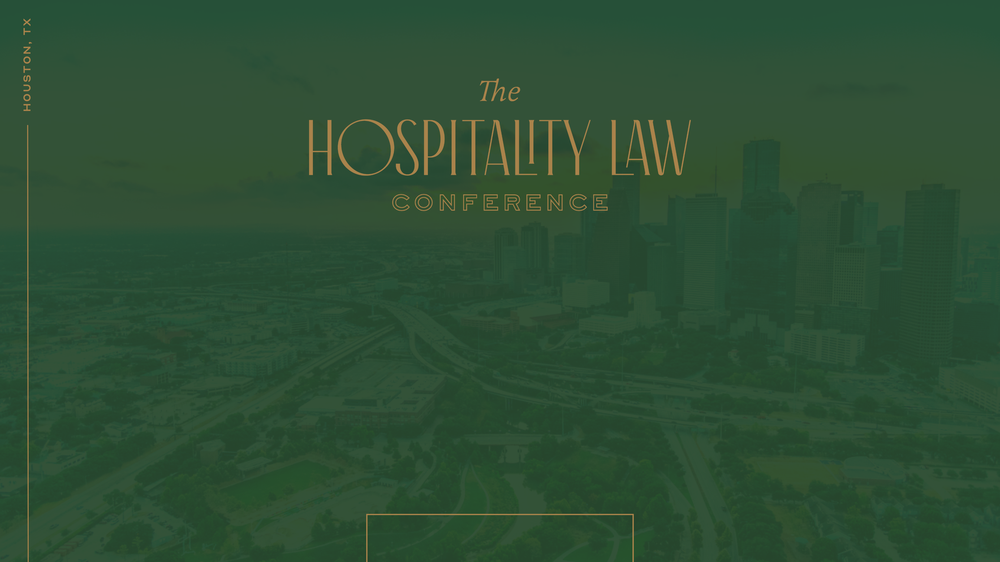 HOUSTON, TX
The
HOSPITALITY LAW
CONFERENCE